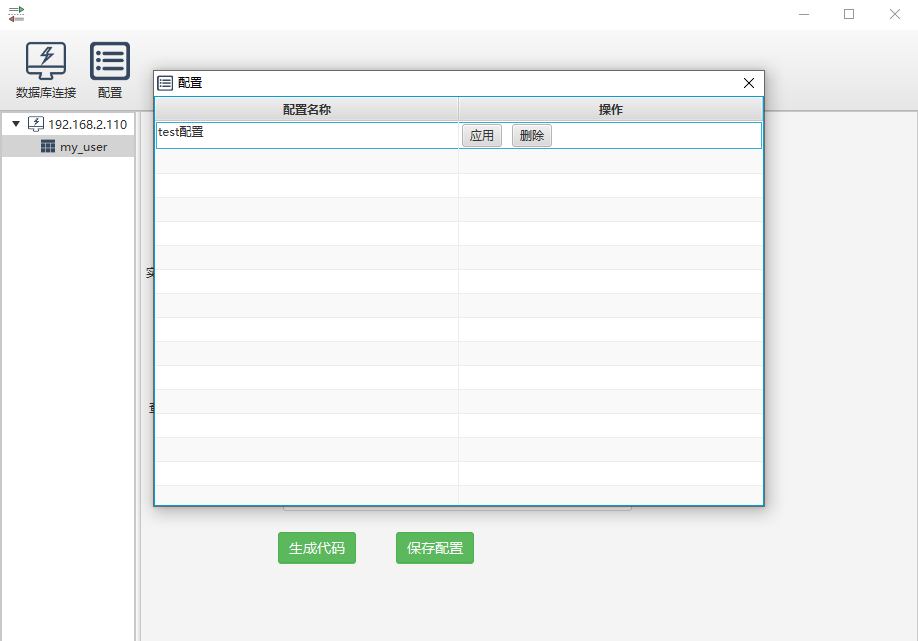 数据库连接
配置
192.168.2.110
my_user
配置
配置名称
操作
test配置
应用
删除
生成代码
保存配置